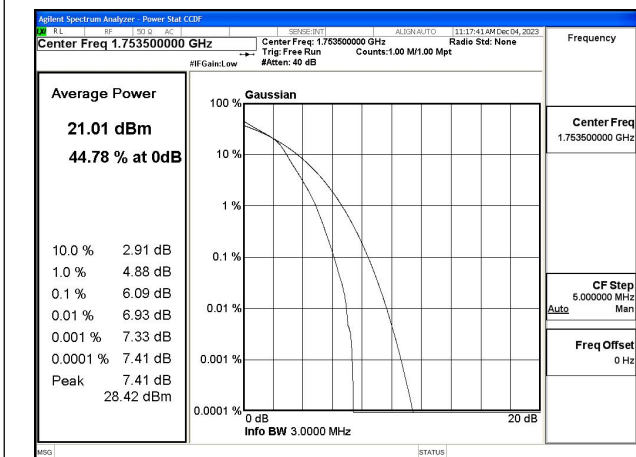 Agilent Spectrum Analyzer - Power Stat CCDF
RL RF 50 Ω AC SENSE:INT ALIGN AUTO 11:17:41 AM Dec 04, 2023
Center Freq 1.753500000 GHz
Center Freq: 1.753500000 GHz Radio Std: None
Trig: Free Run Counts:1.00 M/1.00 Mpt
#IFGain:Low #Atten: 40 dB
Average Power
21.01 dBm
44.78 % at 0dB
10.0 % 2.91 dB
1.0 % 4.88 dB
0.1 % 6.09 dB
0.01 % 6.93 dB
0.001 % 7.33 dB
0.0001 % 7.41 dB
Peak 7.41 dB
28.42 dBm
Gaussian
100 %
10 %
1 %
0.1 %
0.01 %
0.001 %
0.0001 %
0 dB 20 dB
Info BW 3.0000 MHz
Frequency
Center Freq
1.753500000 GHz
CF Step
5.000000 MHz
Auto Man
Freq Offset
0 Hz
MSG STATUS